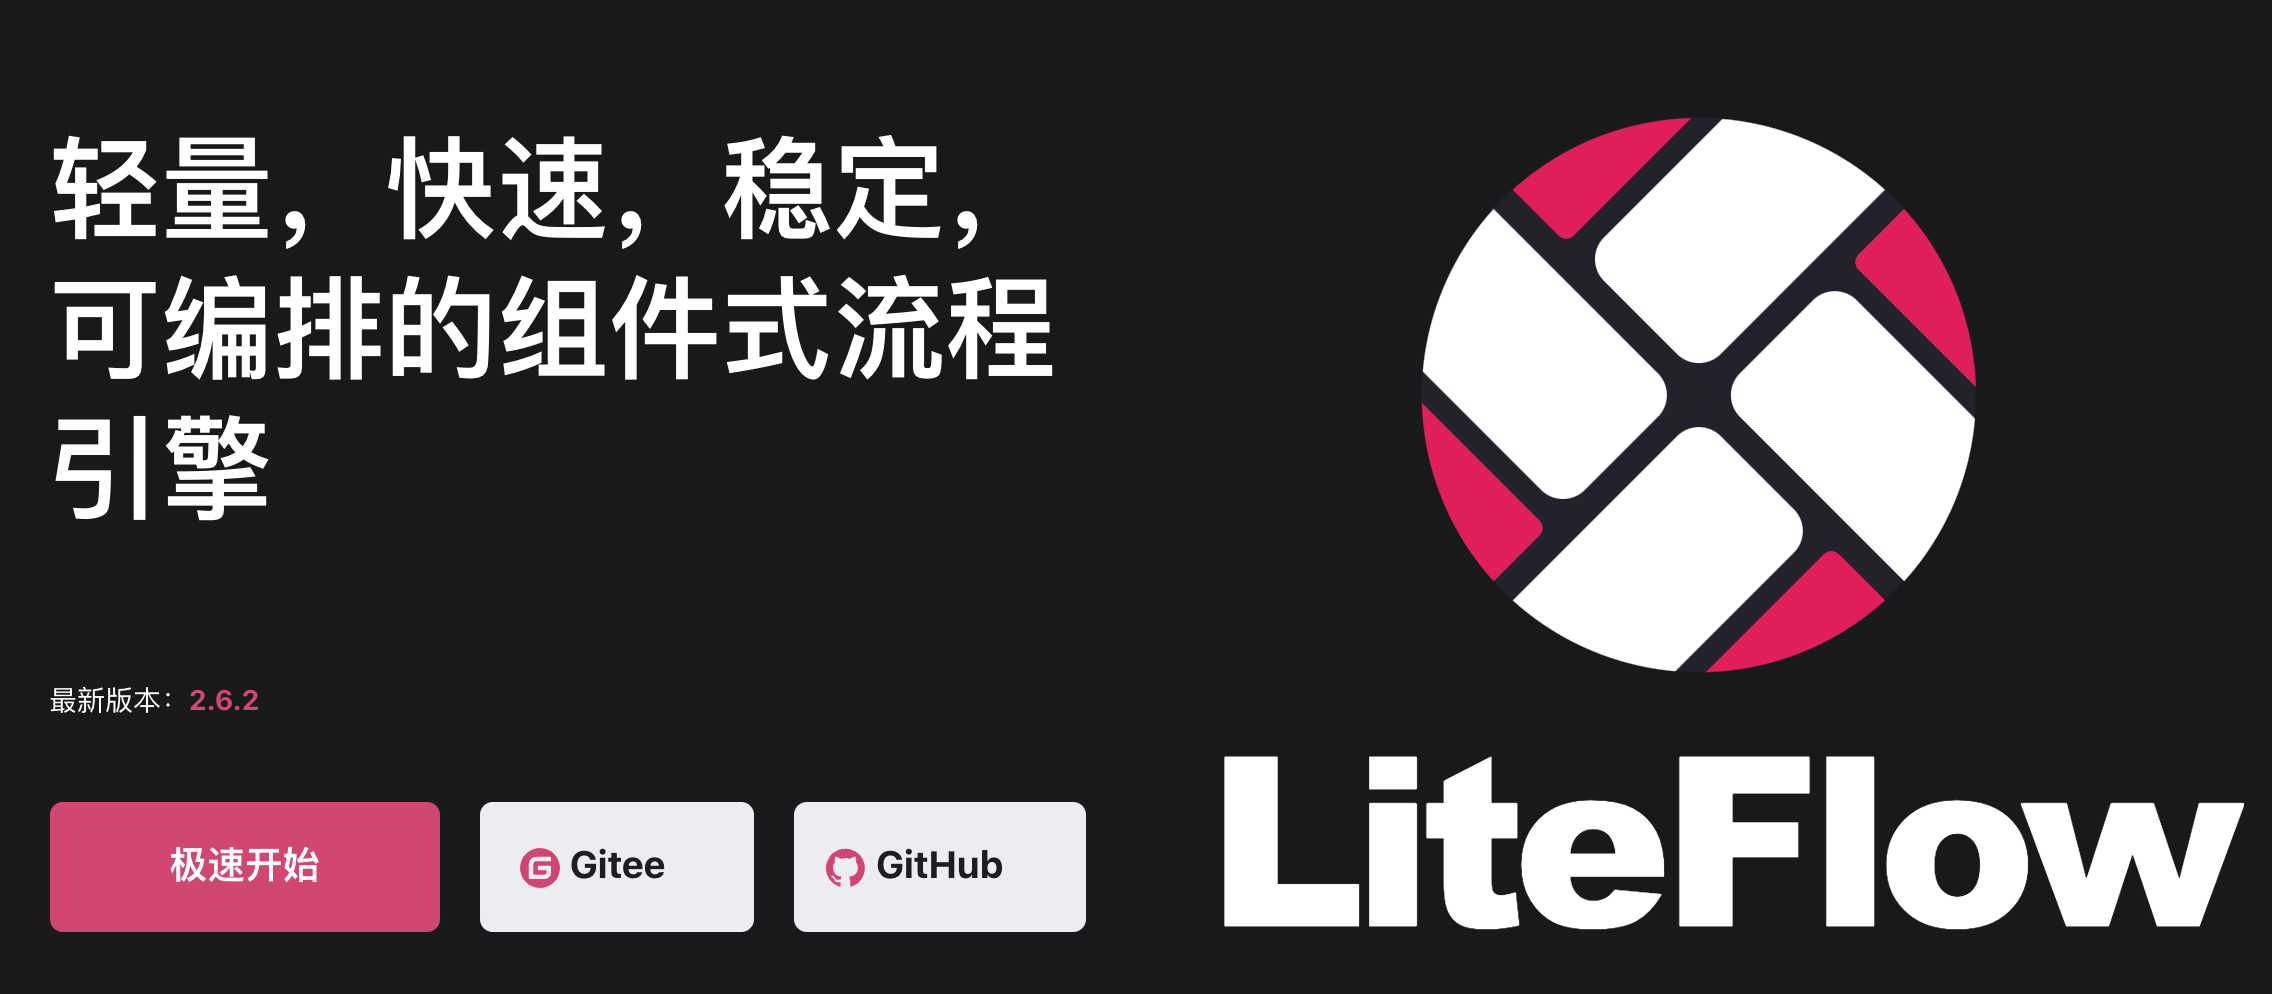 轻量，快速，稳定，
可编排的组件式流程
引擎
最新版本：2.6.2
极速开始
Gitee
GitHub
LiteFlow